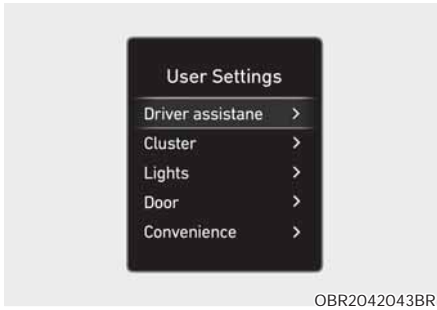 User Settings
Driver assistane >
Cluster >
Lights >
Door >
Convenience >
OBR2042043BR